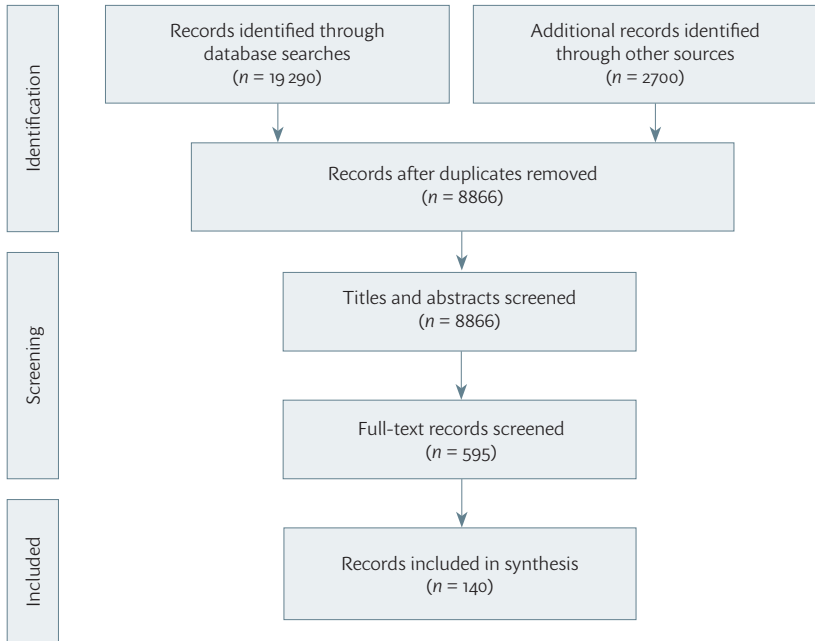 Identification
Records identified through
database searches
(n = 19 290)
Additional records identified
through other sources
(n = 2700)
Records after duplicates removed
(n = 8866)
Screening
Titles and abstracts screened
(n = 8866)
Full-text records screened
(n = 595)
Included
Records included in synthesis
(n = 140)